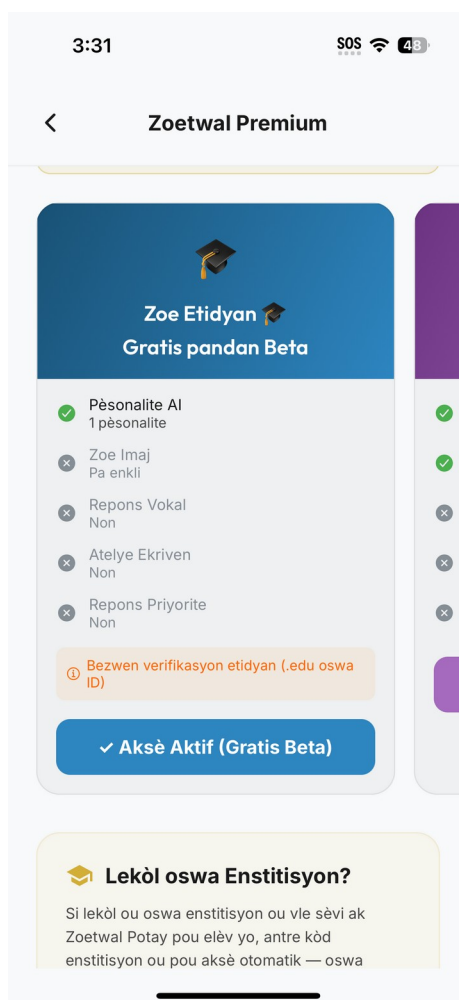 3:31
SOS
48
Zoetwal Premium
Zoe Etidyan
Gratis pandan Beta
Pèsonalite AI
1 pèsonalite
Zoe Imaj
Pa enkli
Repons Vokal
Non
Atelye Ekriven
Non
Repons Priyorite
Non
Bezwen verifikasyon etidyan (.edu oswa
ID)
✓ Aksè Aktif (Gratis Beta)
Lekòl oswa Enstitisyon?
Si lekòl ou oswa enstitisyon ou vle sèvi ak
Zoetwal Potay pou elèv yo, antre kòd
enstitisyon ou pou aksè otomatik — oswa